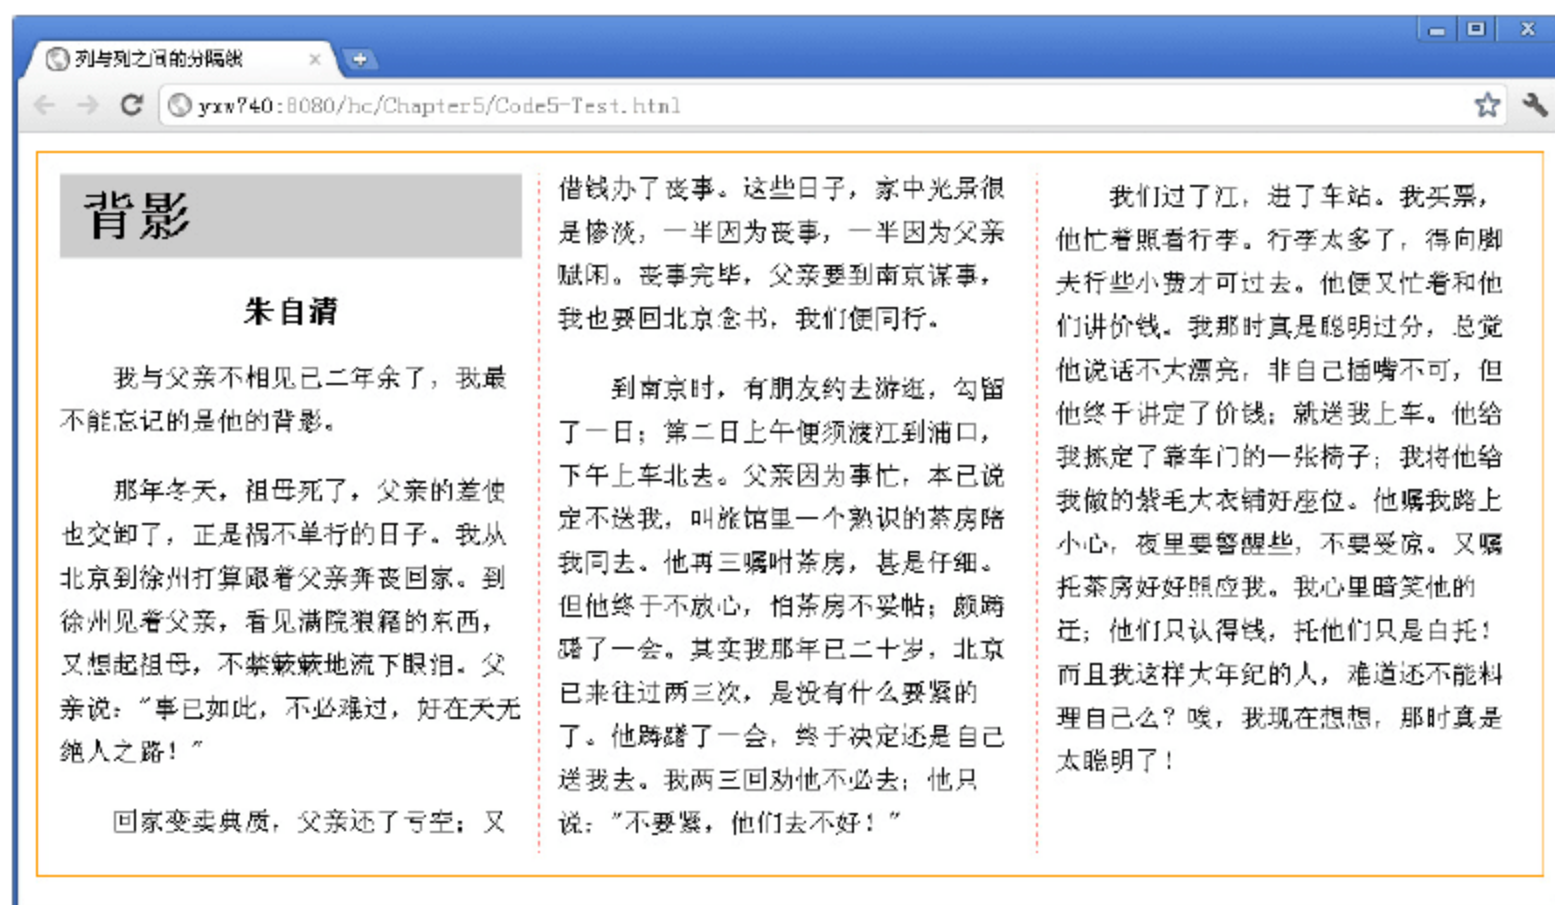 列与列之间的分隔线
yxw740:8080/hc/Chapter5/Code5-Test.html
背影
朱自清
我与父亲不相见已二年余了，我最
不能忘记的是他的背影。
那年冬天，祖母死了，父亲的差使
也交卸了，正是祸不单行的日子。我从
北京到徐州打算跟着父亲奔丧回家。到
徐州见着父亲，看见满院狼籍的东西，
又想起祖母，不禁簌簌地流下眼泪。父
亲说："事已如此，不必难过，好在天无
绝人之路！"
回家变卖典质，父亲还了亏空；又
借钱办了丧事。这些日子，家中光景很
是惨淡，一半因为丧事，一半因为父亲
赋闲。丧事完毕，父亲要到南京谋事，
我也要回北京念书，我们便同行。
到南京时，有朋友约去游逛，勾留
了一日；第二日上午便须渡江到浦口，
下午上车北去。父亲因为事忙，本已说
定不送我，叫旅馆里一个熟识的茶房陪
我同去。他再三嘱咐茶房，甚是仔细。
但他终于不放心，怕茶房不妥帖；颇踌
躇了一会。其实我那年已二十岁，北京
已来往过两三次，是没有什么要紧的
了。他踌躇了一会，终于决定还是自己
送我去。我两三回劝他不必去；他只
说："不要紧，他们去不好！"
我们过了江，进了车站。我买票，
他忙着照看行李。行李太多了，得向脚
夫行些小费才可过去。他便又忙着和他
们讲价钱。我那时真是聪明过分，总觉
他说话不大漂亮，非自己插嘴不可，但
他终于讲定了价钱；就送我上车。他给
我拣定了靠车门的一张椅子；我将他给
我做的紫毛大衣铺好座位。他嘱我路上
小心，夜里要警醒些，不要受凉。又嘱
托茶房好好照应我。我心里暗笑他的
迂；他们只认得钱，托他们只是白托！
而且我这样大年纪的人，难道还不能料
理自己么？唉，我现在想想，那时真是
太聪明了！